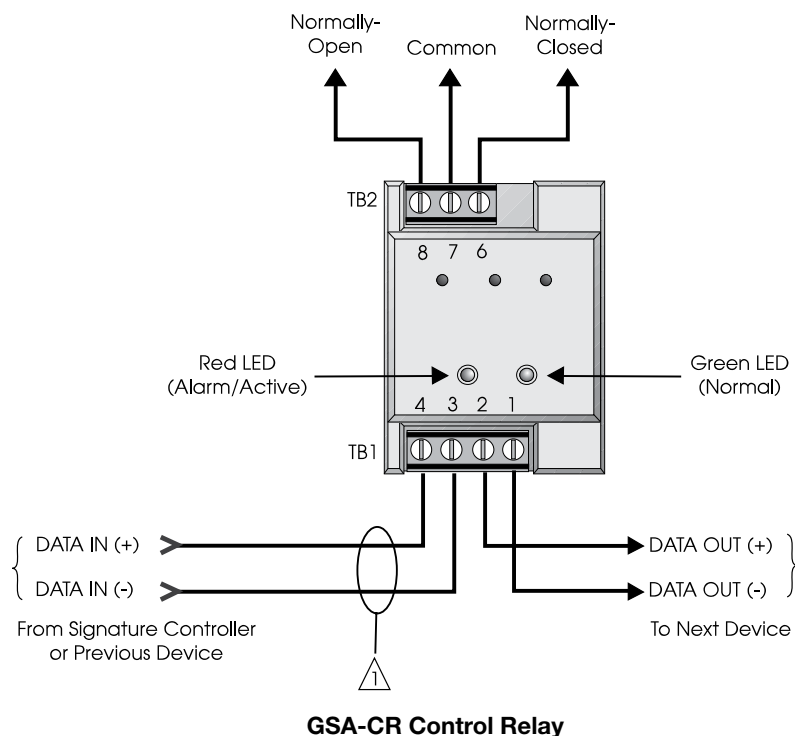 Normally-
Open
Common
Normally-
Closed
TB2
8 7 6
Red LED
(Alarm/Active)
Green LED
(Normal)
4 3 2 1
TB1
DATA IN (+)
DATA OUT (+)
DATA IN (-)
DATA OUT (-)
From Signature Controller
or Previous Device
To Next Device
1
GSA-CR Control Relay